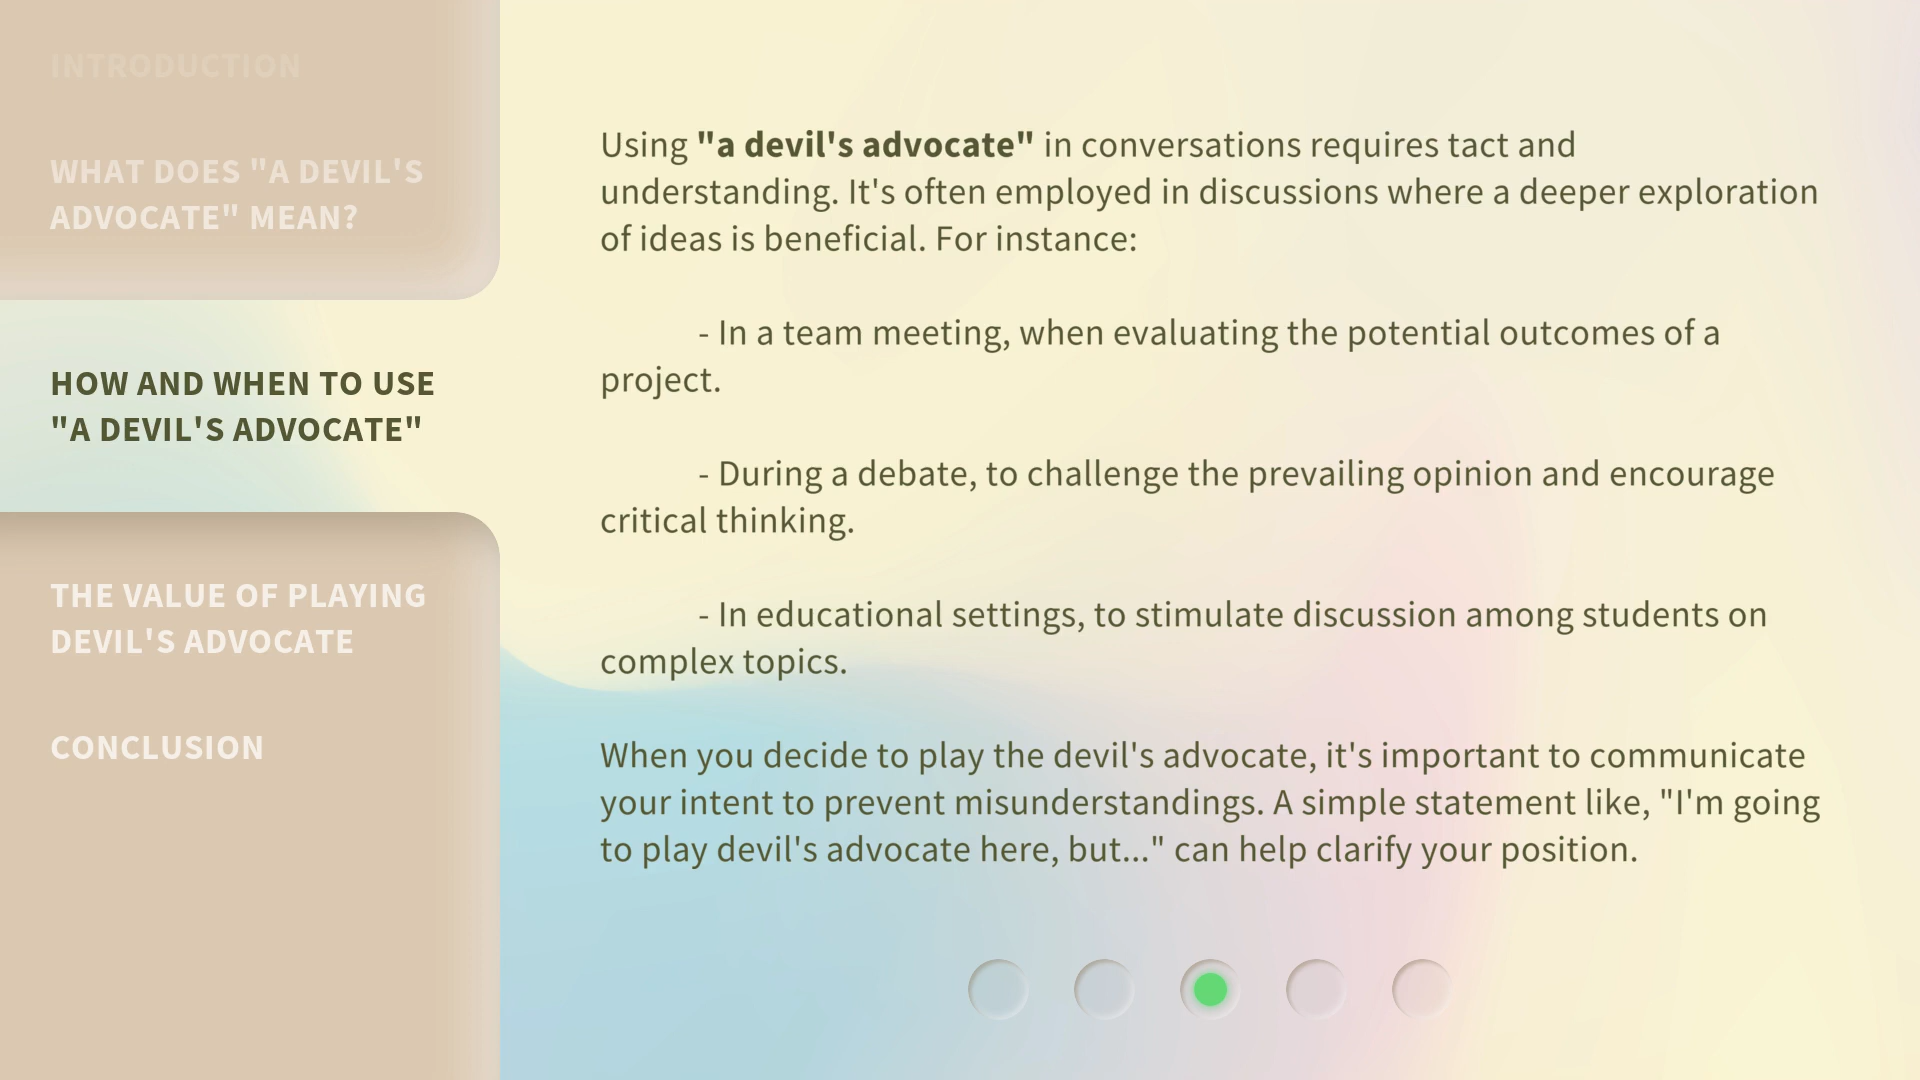 INTRODUCTION
WHAT DOES "A DEVIL'S
ADVOCATE" MEAN?
HOW AND WHEN TO USE
"A DEVIL'S ADVOCATE"
THE VALUE OF PLAYING
DEVIL'S ADVOCATE
CONCLUSION
Using "a devil's advocate" in conversations requires tact and
understanding. It's often employed in discussions where a deeper exploration
of ideas is beneficial. For instance:
- In a team meeting, when evaluating the potential outcomes of a
project.
- During a debate, to challenge the prevailing opinion and encourage
critical thinking.
- In educational settings, to stimulate discussion among students on
complex topics.
When you decide to play the devil's advocate, it's important to communicate
your intent to prevent misunderstandings. A simple statement like, "I'm going
to play devil's advocate here, but..." can help clarify your position.